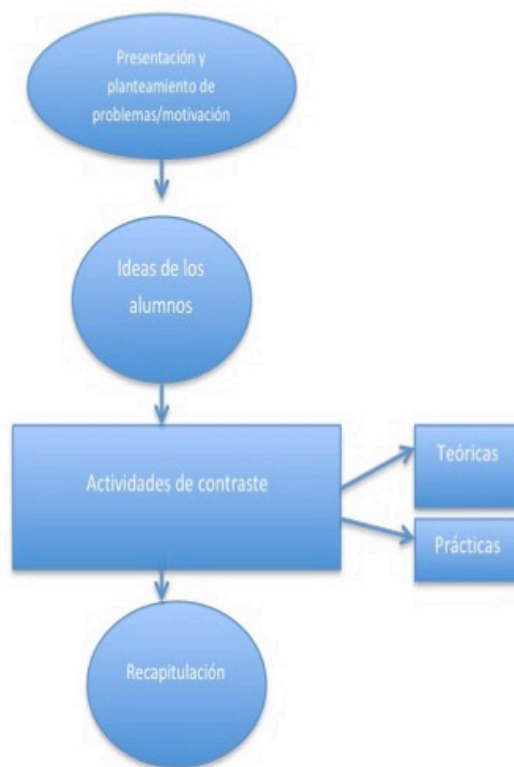 Presentación y
planteamiento de
problemas/motivación
Ideas de los
alumnos
Actividades de contraste
Teóricas
Prácticas
Recapitulación